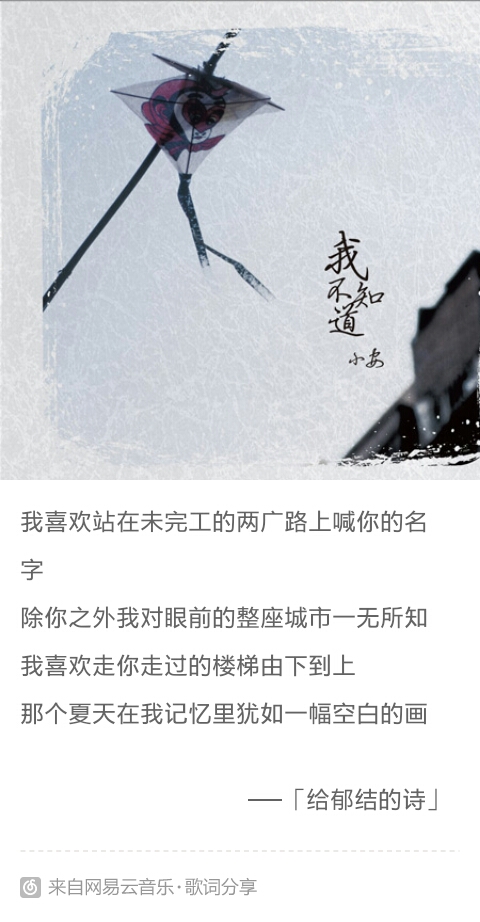 我
不知
道
小安
我喜欢站在未完工的两广路上喊你的名
字
除你之外我对眼前的整座城市一无所知
我喜欢走你走过的楼梯由下到上
那个夏天在我记忆里犹如一幅空白的画
——「给郁结的诗」
来自网易云音乐·歌词分享